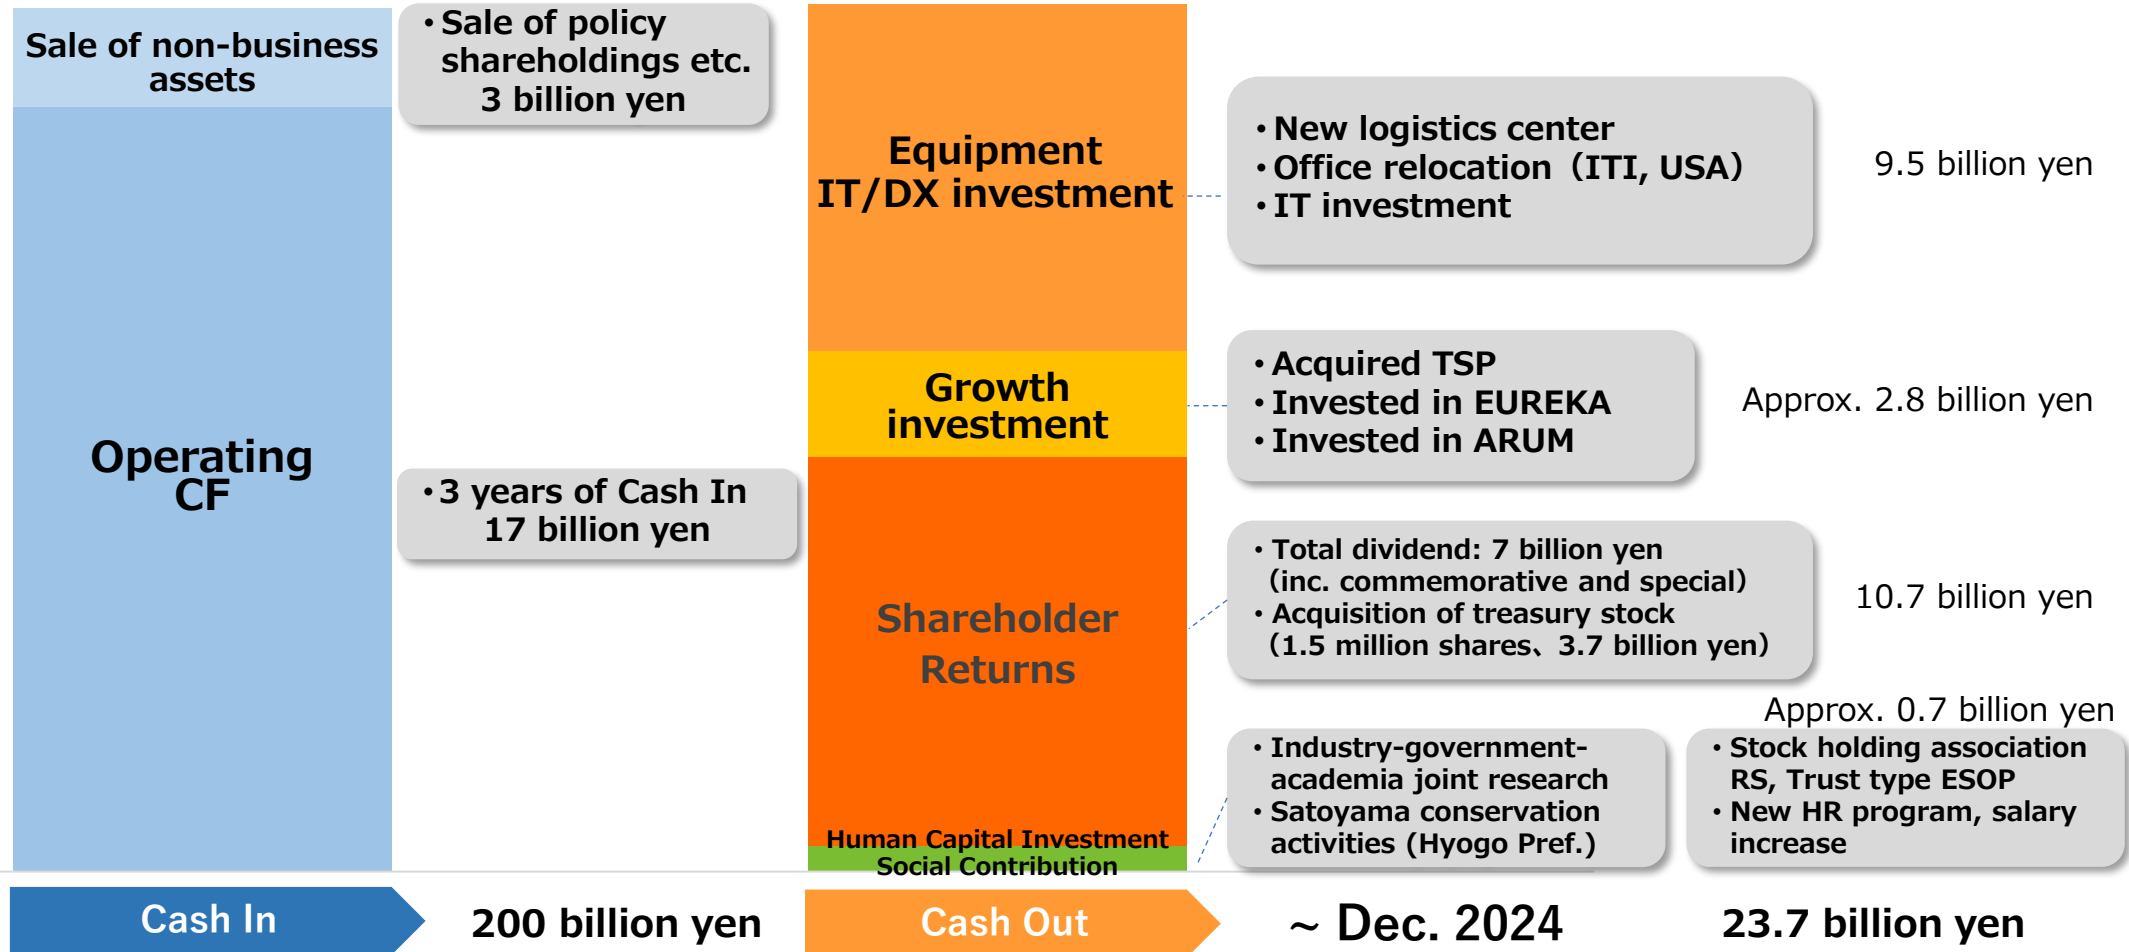 Sale of non-business
assets
・Sale of policy
shareholdings etc.
3 billion yen
Operating
CF
・3 years of Cash In
17 billion yen
Equipment
IT/DX investment
・New logistics center
・Office relocation（ITI, USA）
・IT investment
9.5 billion yen
Growth
investment
・Acquired TSP
・Invested in EUREKA
・Invested in ARUM
Approx. 2.8 billion yen
Shareholder
Returns
・Total dividend: 7 billion yen
（inc. commemorative and special）
・Acquisition of treasury stock
（1.5 million shares、3.7 billion yen）
10.7 billion yen
Human Capital Investment
Social Contribution
・Industry-government-
academia joint research
・Satoyama conservation
activities (Hyogo Pref.)
Approx. 0.7 billion yen
・Stock holding association
RS, Trust type ESOP
・New HR program, salary
increase
Cash In
200 billion yen
Cash Out
~ Dec. 2024
23.7 billion yen